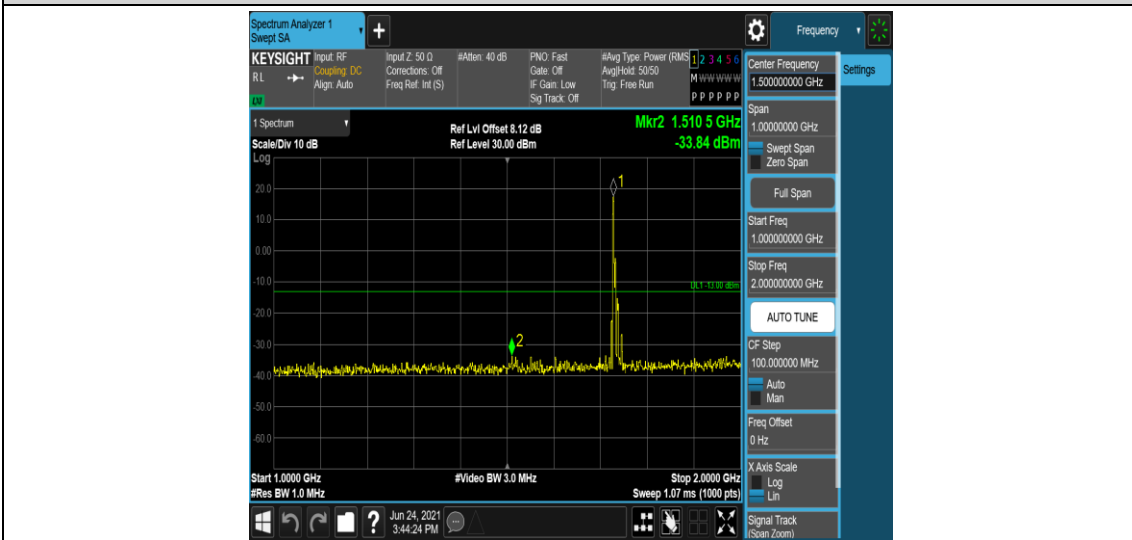 Spectrum Analyzer 1
Swept SA
+
Frequency
KEYSIGHT
RL
LXI
Input: RF
Coupling: DC
Align: Auto
Input Z: 50 Ω
Corrections: Off
Freq Ref: Int (S)
#Atten: 40 dB
PNO: Fast
Gate: Off
IF Gain: Low
Sig Track: Off
#Avg Type: Power (RMS
Avg|Hold: 50/50
Trig: Free Run
1 2 3 4 5 6
M W W W W W
P P P P P P
1 Spectrum
Scale/Div 10 dB
Log
Ref Lvl Offset 8.12 dB
Ref Level 30.00 dBm
Mkr2 1.510 5 GHz
-33.84 dBm
20.0
10.0
0.00
-10.0
-20.0
-30.0
-40.0
-50.0
-60.0
1
2
DL1 -13.00 dBm
Start 1.0000 GHz
#Res BW 1.0 MHz
#Video BW 3.0 MHz
Stop 2.0000 GHz
Sweep 1.07 ms (1000 pts)
?
Jun 24, 2021
3:44:24 PM
Center Frequency
1.500000000 GHz
Settings
Span
1.00000000 GHz
Swept Span
Zero Span
Full Span
Start Freq
1.000000000 GHz
Stop Freq
2.000000000 GHz
AUTO TUNE
CF Step
100.000000 MHz
Auto
Man
Freq Offset
0 Hz
X Axis Scale
Log
Lin
Signal Track
(Span Zoom)